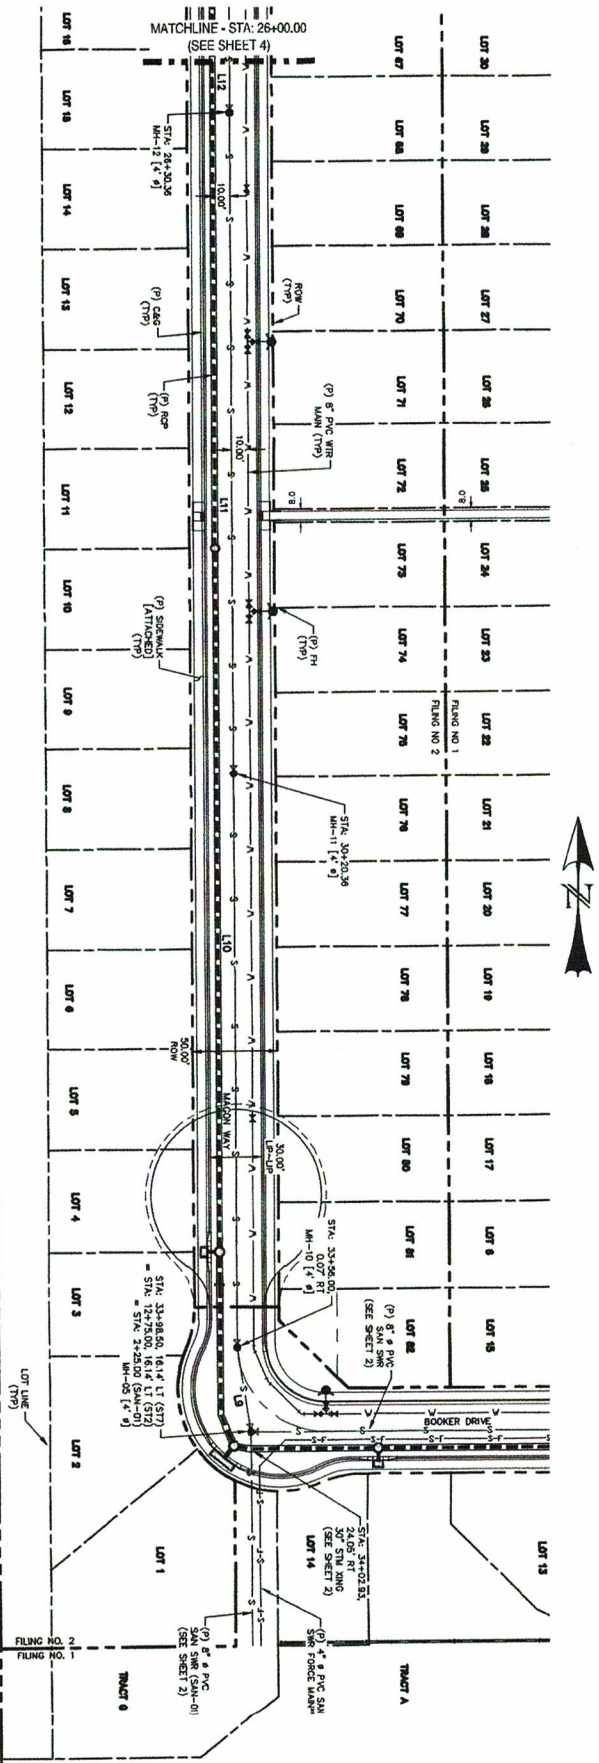 MATCHLINE - STA: 26+00.00
(SEE SHEET 4)
LOT 16
LOT 15
LOT 14
LOT 13
LOT 12
LOT 11
LOT 10
LOT 9
LOT 8
LOT 7
LOT 6
LOT 5
LOT 4
LOT 3
LOT 2
LOT 1
LOT 67
LOT 68
LOT 69
LOT 70
LOT 71
LOT 72
LOT 73
LOT 74
LOT 75
LOT 76
LOT 77
LOT 78
LOT 79
LOT 80
LOT 81
LOT 82
LOT 30
LOT 29
LOT 28
LOT 27
LOT 26
LOT 25
LOT 24
LOT 23
LOT 22
LOT 21
LOT 20
LOT 19
LOT 18
LOT 17
LOT 6
LOT 15
LOT 14
LOT 13
L12
STA: 26+30.36
MH-12 [4' ø]
10.00'
ROW
(TYP)
(P) C&G
(TYP)
(P) RCP
(TYP)
(P) 8" PVC WTR
MAIN (TYP)
10.00'
L11
8.0
8.0'
(P) FH
(TYP)
(P) SIDEWALK
[ATTACHED]
(TYP)
FILING NO 1
FILING NO 2
STA: 30+20.36
MH-11 [4' ø]
N
L10
50.00'
ROW
MACON WAY
30.00'
LIP~LIP
STA: 33+56.00,
0.07' RT
MH-10 [4' ø]
(P) 8" ø PVC
SAN SWR
(SEE SHEET 2)
STA: 33+98.50, 16.14' LT (ST7)
= STA: 12+75.00, 16.14' LT (ST2)
= STA: 2+25.00 (SAN-01)
MH-05 [4' ø]
L9
BOOKER DRIVE
STA: 34+02.93,
24.05' RT
30" STM XING
(SEE SHEET 2)
(P) 4" ø PVC SAN
SWR FORCE MAIN
(P) 8" ø PVC
SAN SWR (SAN-01)
(SEE SHEET 2)
LOT LINE
(TYP)
FILING NO. 2
FILING NO. 1
TRACT G
TRACT A